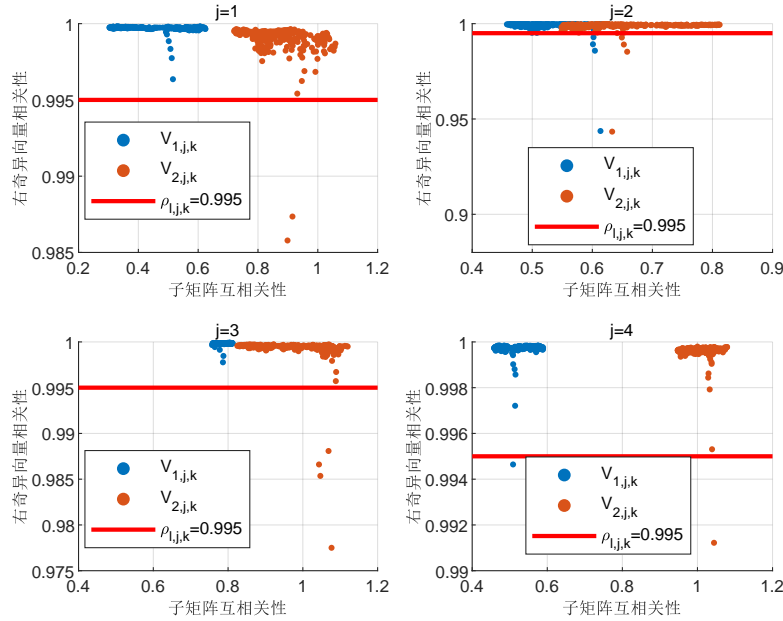 j=1
1
0.995
0.99
0.985
右奇异向量相关性
V1,j,k
V2,j,k
ρl,j,k=0.995
0.2 0.4 0.6 0.8 1 1.2
子矩阵互相关性
j=2
1
0.95
0.9
右奇异向量相关性
V1,j,k
V2,j,k
ρl,j,k=0.995
0.4 0.5 0.6 0.7 0.8 0.9
子矩阵互相关性
j=3
1
0.995
0.99
0.985
0.98
0.975
右奇异向量相关性
V1,j,k
V2,j,k
ρl,j,k=0.995
0.4 0.6 0.8 1 1.2
子矩阵互相关性
j=4
1
0.998
0.996
0.994
0.992
0.99
右奇异向量相关性
V1,j,k
V2,j,k
ρl,j,k=0.995
0.4 0.6 0.8 1 1.2
子矩阵互相关性